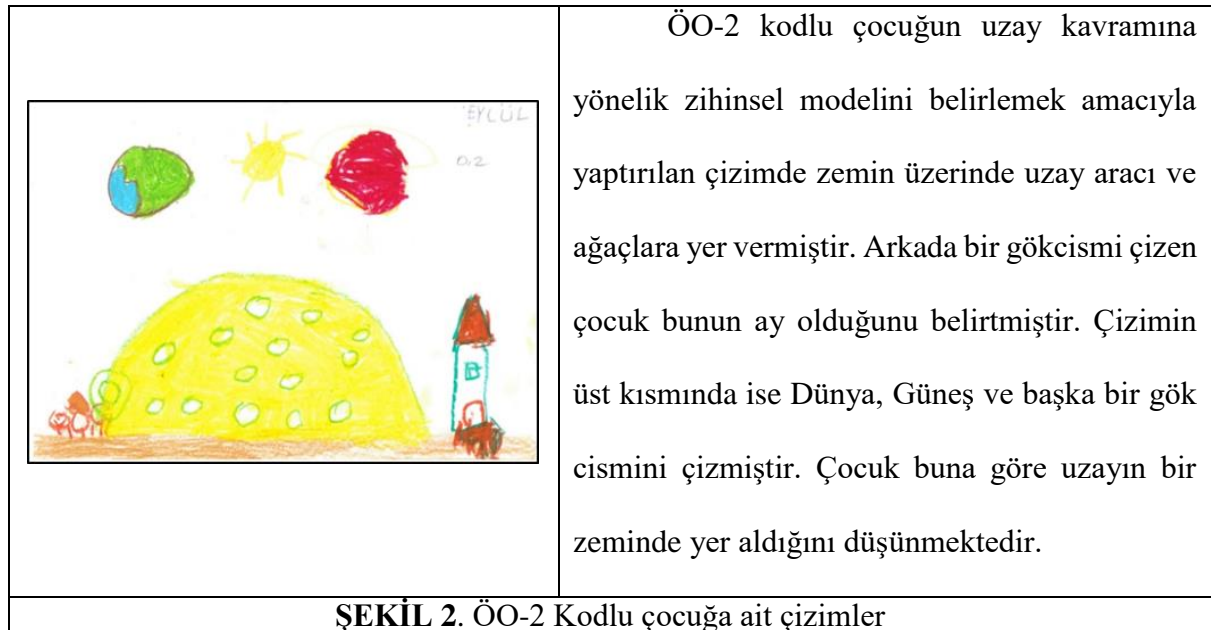 EYLÜL
Ö.2
ÖO-2 kodlu çocuğun uzay kavramına
yönelik zihinsel modelini belirlemek amacıyla
yaptırılan çizimde zemin üzerinde uzay aracı ve
ağaçlara yer vermiştir. Arkada bir gökcismi çizen
çocuk bunun ay olduğunu belirtmiştir. Çizimin
üst kısmında ise Dünya, Güneş ve başka bir gök
cismini çizmiştir. Çocuk buna göre uzayın bir
zeminde yer aldığını düşünmektedir.
ŞEKİL 2. ÖO-2 Kodlu çocuğa ait çizimler